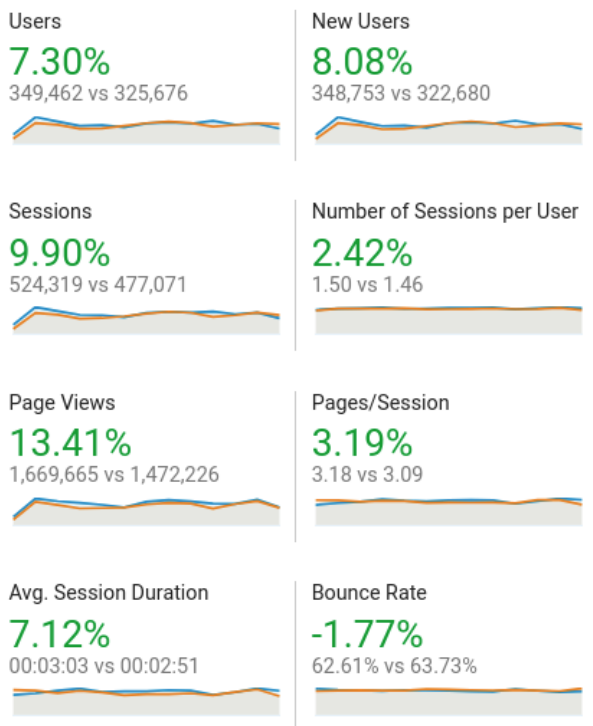 Users
7.30%
349,462 vs 325,676
New Users
8.08%
348,753 vs 322,680
Sessions
9.90%
524,319 vs 477,071
Number of Sessions per User
2.42%
1.50 vs 1.46
Page Views
13.41%
1,669,665 vs 1,472,226
Pages/Session
3.19%
3.18 vs 3.09
Avg. Session Duration
7.12%
00:03:03 vs 00:02:51
Bounce Rate
-1.77%
62.61% vs 63.73%